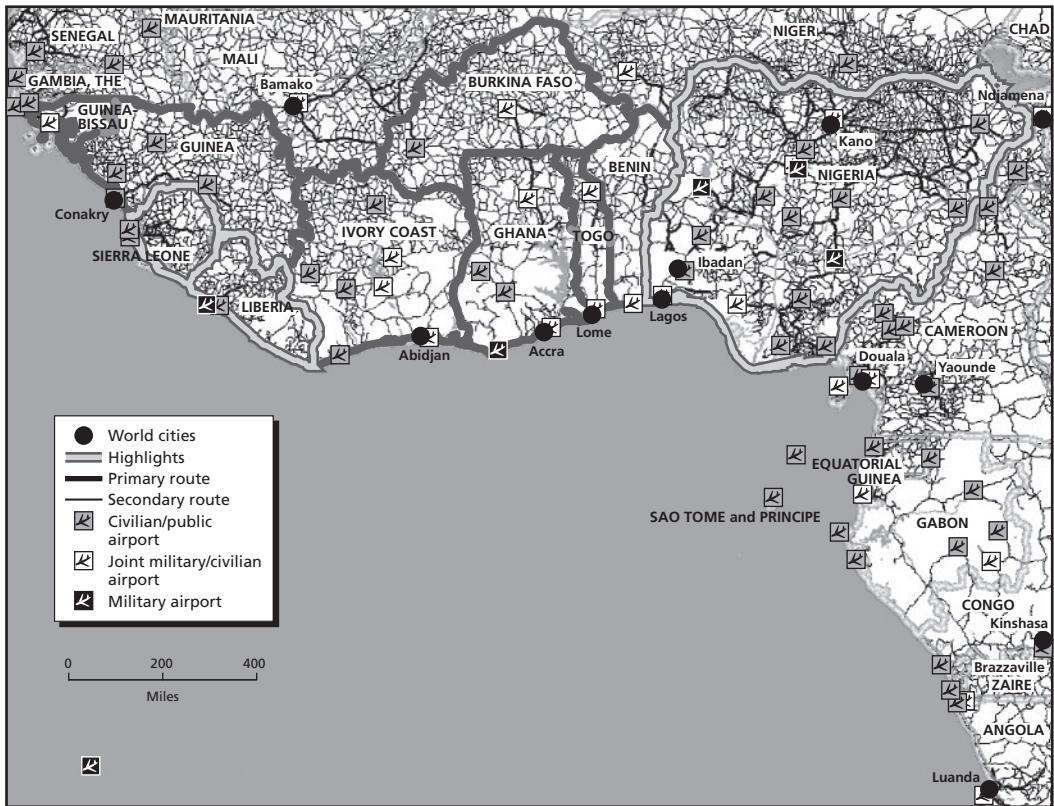 MAURITANIA
SENEGAL
MALI
NIGER
CHAD
GAMBIA, THE
Bamako
BURKINA FASO
Ndjamena
GUINEA-
BISSAU
GUINEA
Kano
BENIN
NIGERIA
Conakry
IVORY COAST
GHANA
TOGO
SIERRA LEONE
Ibadan
LIBERIA
Lagos
Lome
Accra
Abidjan
CAMEROON
Douala
Yaounde
World cities
Highlights
Primary route
Secondary route
Civilian/public
airport
Joint military/civilian
airport
Military airport
EQUATORIAL
GUINEA
SAO TOME and PRINCIPE
GABON
CONGO
Kinshasa
Brazzaville
ZAIRE
ANGOLA
Luanda
0 200 400
Miles